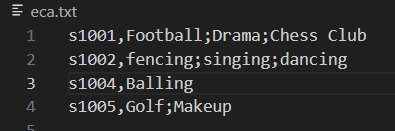 eca.txt
1 s1001,Football;Drama;Chess Club
2 s1002,fencing;singing;dancing
3 s1004,Balling
4 s1005,Golf;Makeup